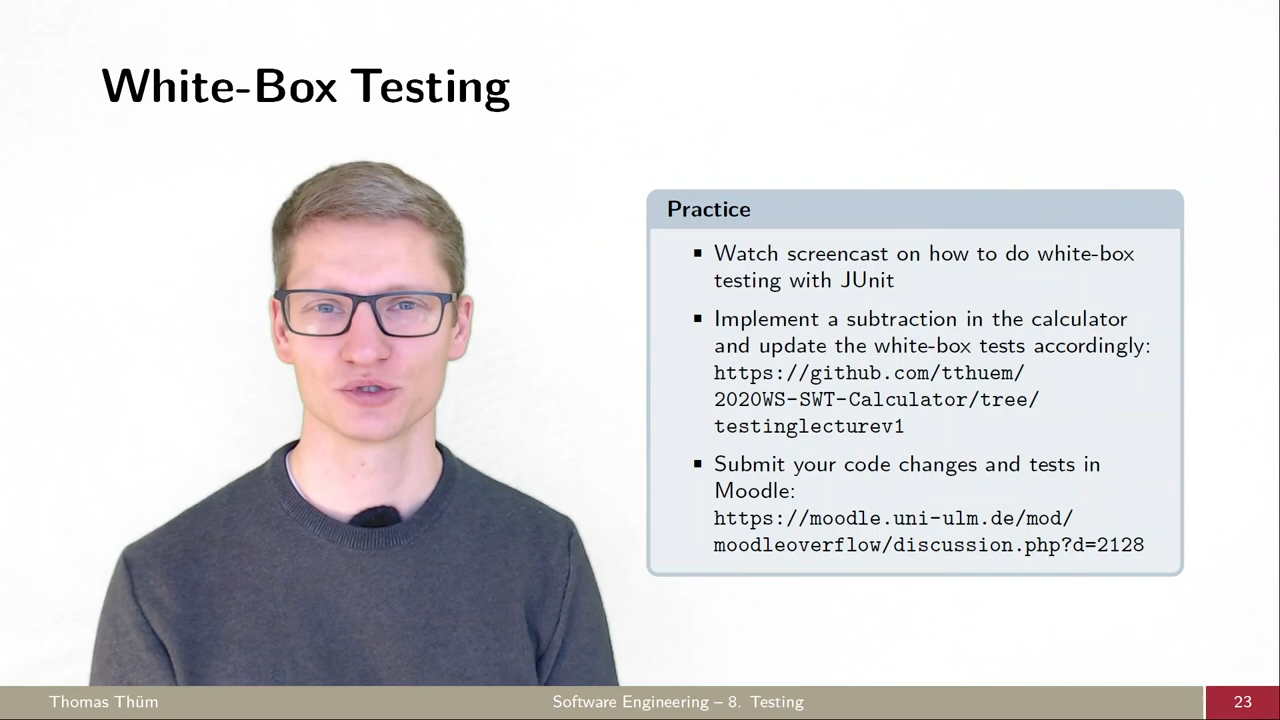 White-Box Testing
Practice
▪ Watch screencast on how to do white-box
testing with JUnit
▪ Implement a subtraction in the calculator
and update the white-box tests accordingly:
https://github.com/tthuem/
2020WS-SWT-Calculator/tree/
testinglecturev1
▪ Submit your code changes and tests in
Moodle:
https://moodle.uni-ulm.de/mod/
moodleoverflow/discussion.php?d=2128
Thomas Thüm
Software Engineering – 8. Testing
23